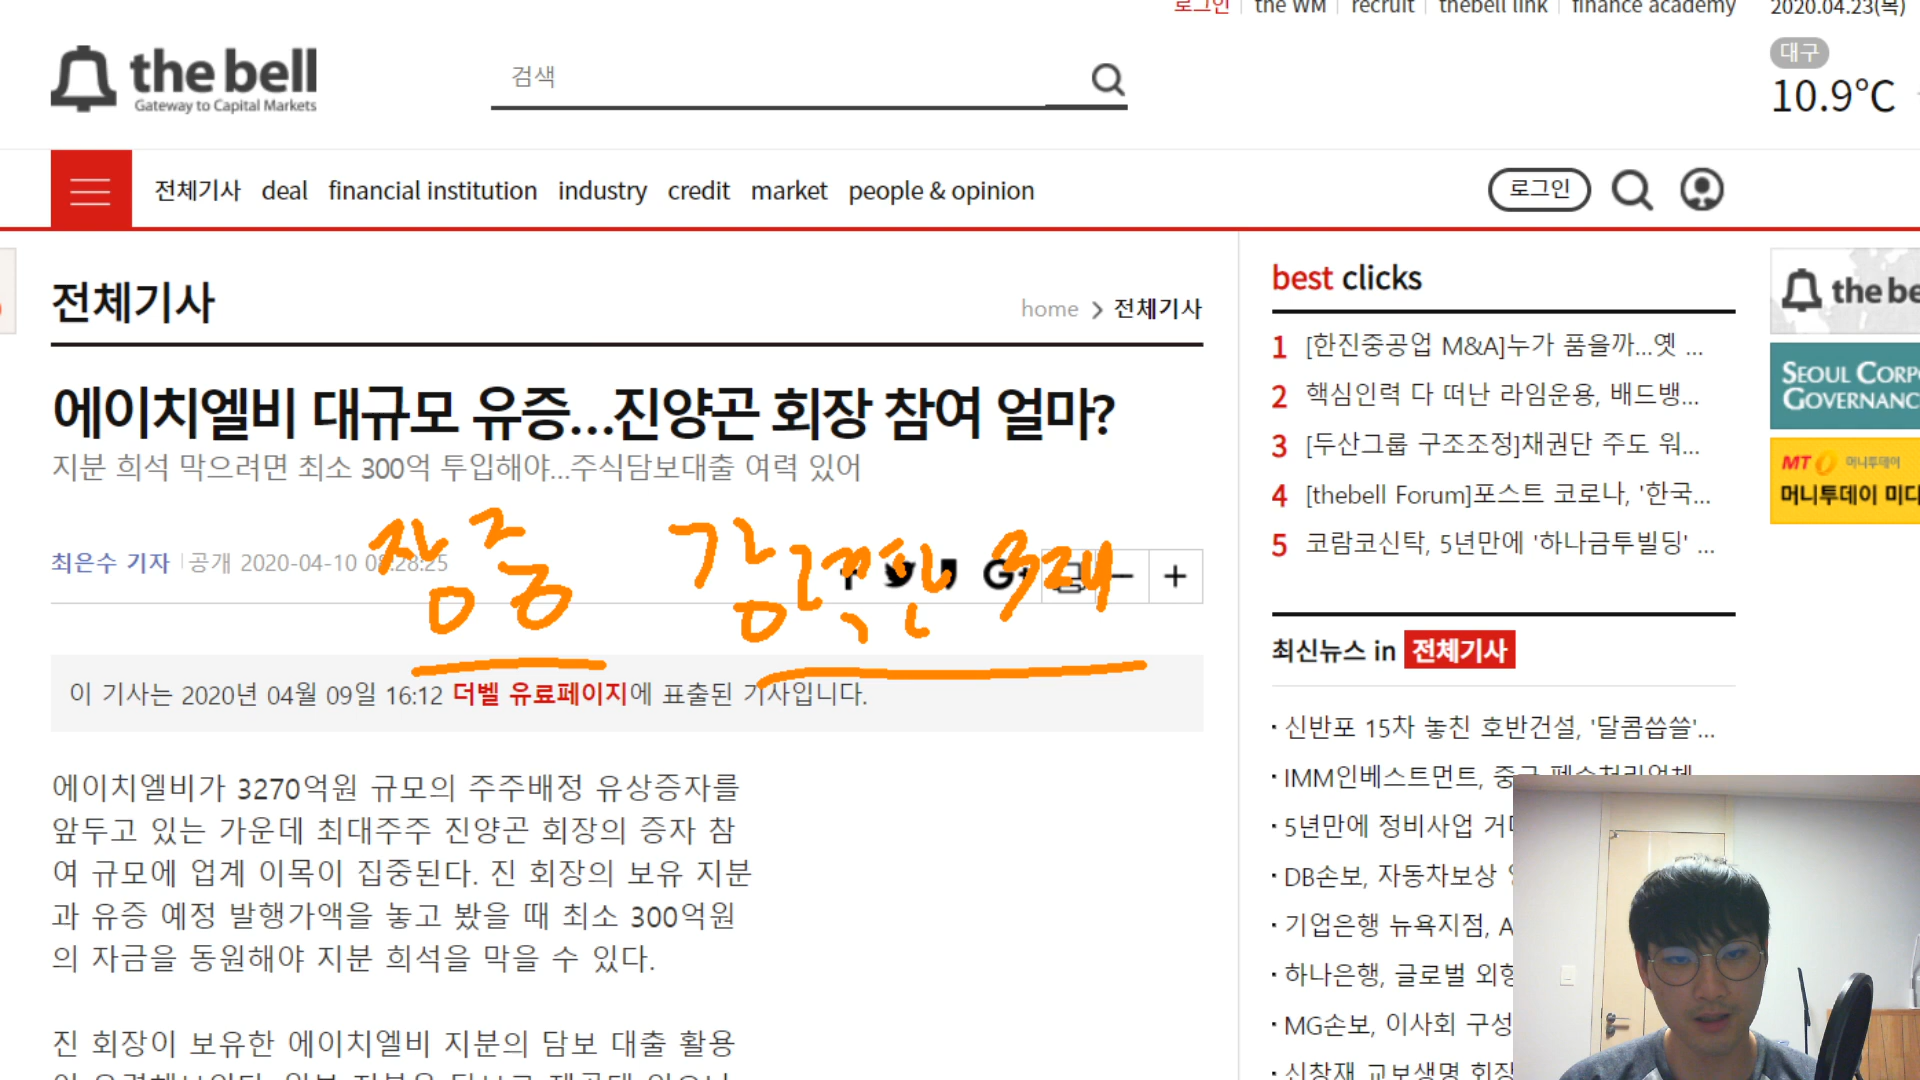 로그인 the WM recruit thebell link finance academy 2020.04.23(목)
the bell
Gateway to Capital Markets
검색
대구
10.9℃
전체기사 deal financial institution industry credit market people & opinion
로그인
전체기사
home > 전체기사
에이치엘비 대규모 유증...진양곤 회장 참여 얼마?
지분 희석 막으려면 최소 300억 투입해야...주식담보대출 여력 있어
최은수 기자 공개 2020-04-10 08:28:25
강력한
이 기사는 2020년 04월 09일 16:12 더벨 유료페이지에 표출된 기사입니다.
에이치엘비가 3270억원 규모의 주주배정 유상증자를
앞두고 있는 가운데 최대주주 진양곤 회장의 증자 참
여 규모에 업계 이목이 집중된다. 진 회장의 보유 지분
과 유증 예정 발행가액을 놓고 봤을 때 최소 300억원
의 자금을 동원해야 지분 희석을 막을 수 있다.
진 회장이 보유한 에이치엘비 지분의 담보 대출 활용
best clicks
1 [한진중공업 M&A]누가 품을까...옛 ...
2 핵심인력 다 떠난 라임운용, 배드뱅...
3 [두산그룹 구조조정]채권단 주도 워...
4 [thebell Forum]포스트 코로나, '한국...
5 코람코신탁, 5년만에 '하나금투빌딩' ...
최신뉴스 in 전체기사
· 신반포 15차 놓친 호반건설, '달콤씁쓸'...
· IMM인베스트먼트, 중국 폐수처리업체
· 5년만에 정비사업
· DB손보, 자동차보상
· 기업은행 뉴욕지점, A
· 하나은행, 글로벌 외형
· MG손보, 이사회 구성
· 신창재 교보생명 회장
the be
SEOUL CORPO
GOVERNANC
MT 머니투데이
머니투데이 미디